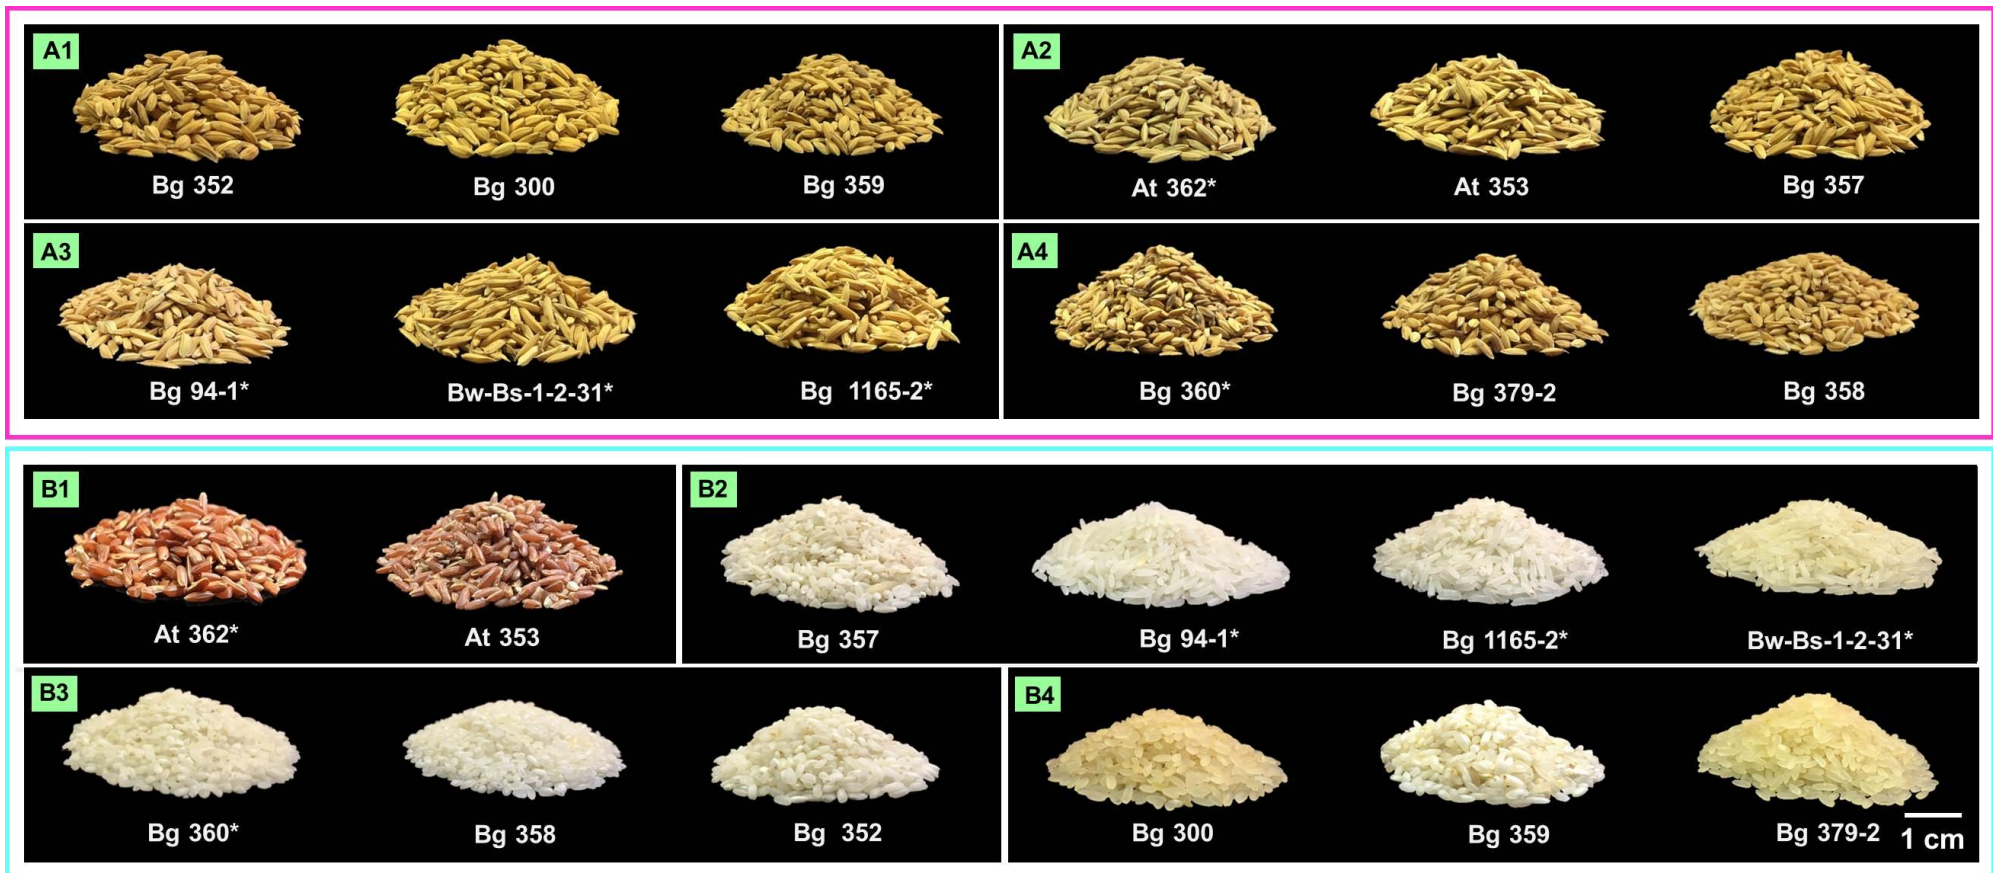 A1
Bg 352
Bg 300
Bg 359
A2
At 362*
At 353
Bg 357
A3
Bg 94-1*
Bw-Bs-1-2-31*
Bg 1165-2*
A4
Bg 360*
Bg 379-2
Bg 358
B1
At 362*
At 353
B2
Bg 357
Bg 94-1*
Bg 1165-2*
Bw-Bs-1-2-31*
B3
Bg 360*
Bg 358
Bg 352
B4
Bg 300
Bg 359
Bg 379-2
1 cm